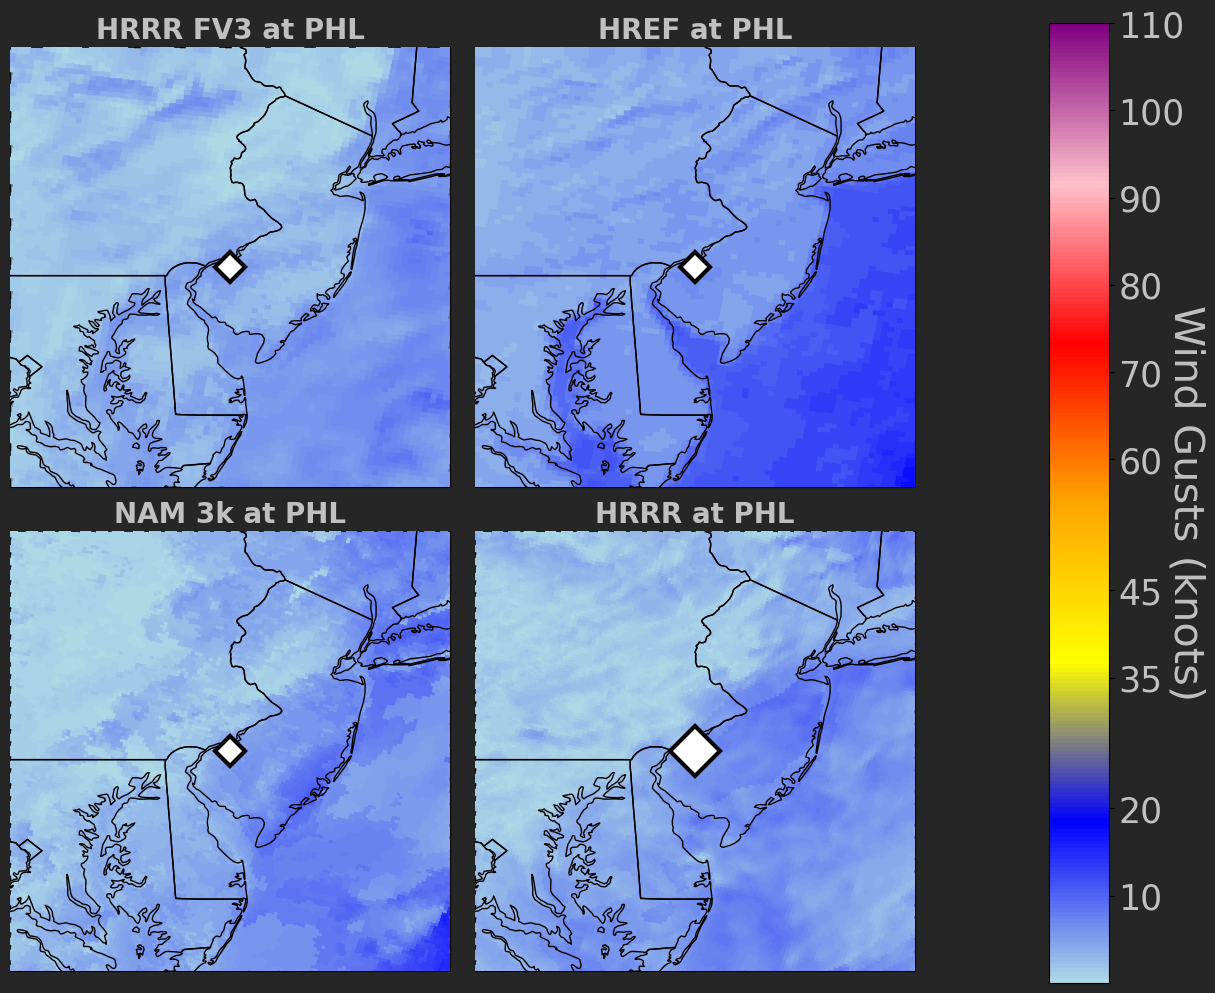 HRRR FV3 at PHL
HREF at PHL
NAM 3k at PHL
HRRR at PHL
110
100
90
80
70
60
45
35
20
10
Wind Gusts (knots)